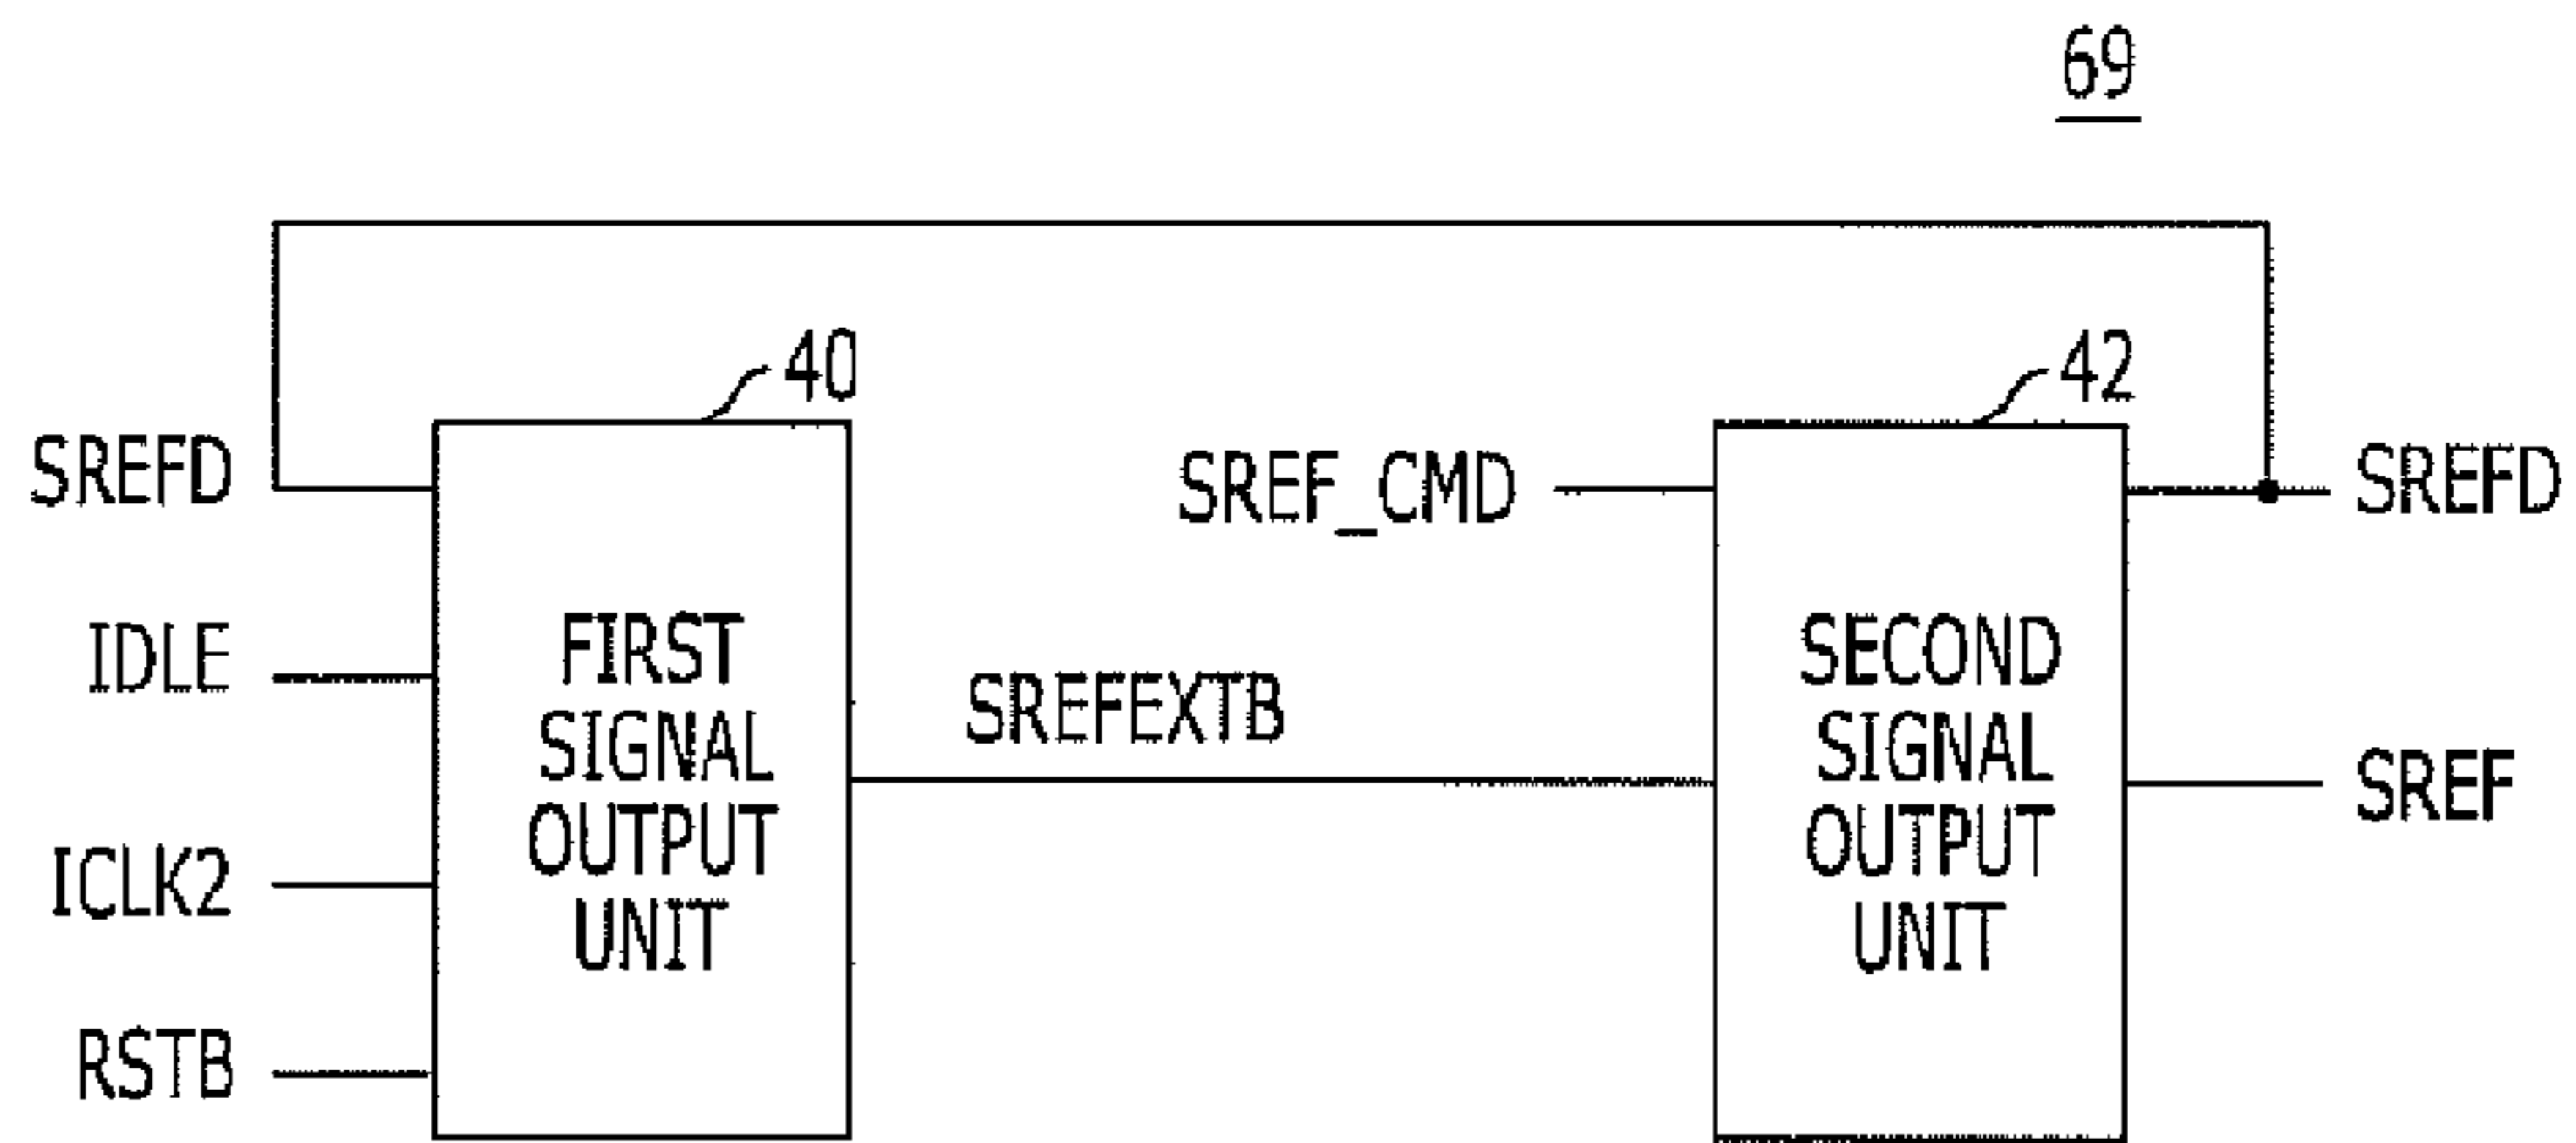 69
40
42
SREFD
IDLE
ICLK2
RSTB
FIRST
SIGNAL
OUTPUT
UNIT
SREFEXTB
SREF_CMD
SECOND
SIGNAL
OUTPUT
UNIT
SREFD
SREF